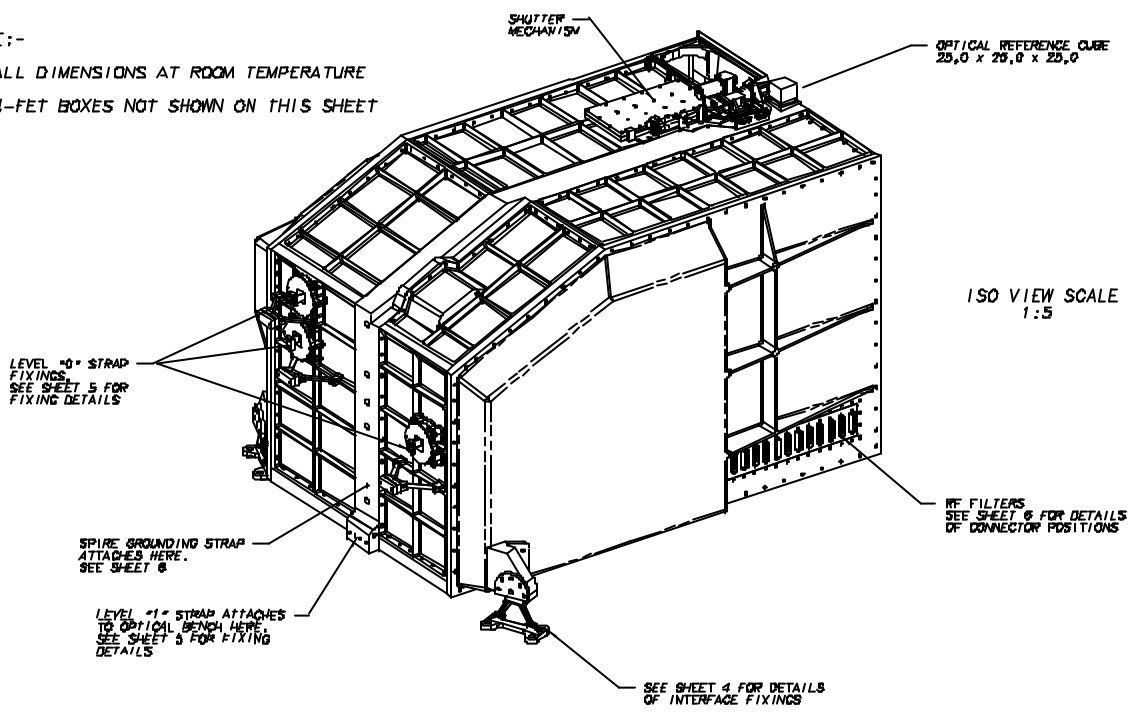 E:-
ALL DIMENSIONS AT ROOM TEMPERATURE
-FET BOXES NOT SHOWN ON THIS SHEET
SHUTTER
MECHANISM
OPTICAL REFERENCE CUBE
25,0 x 25,0 x 25,0
ISO VIEW SCALE
1:5
LEVEL "0" STRAP
FIXINGS.
SEE SHEET 5 FOR
FIXING DETAILS
RF FILTERS
SEE SHEET 6 FOR DETAILS
OF CONNECTOR POSITIONS
SPIRE GROUNDING STRAP
ATTACHES HERE.
SEE SHEET 6
LEVEL "1" STRAP ATTACHES
TO OPTICAL BENCH HERE.
SEE SHEET 5 FOR FIXING
DETAILS
SEE SHEET 4 FOR DETAILS
OF INTERFACE FIXINGS